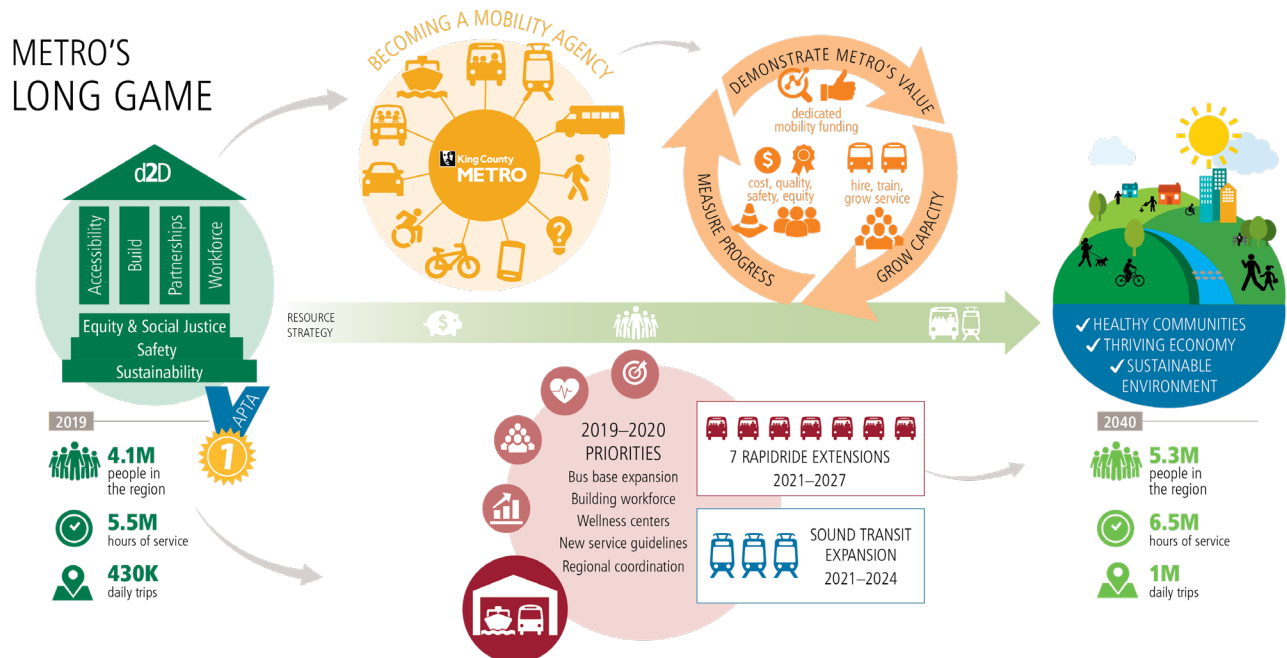 METRO'S
LONG GAME
d2D
Accessibility
Build
Partnerships
Workforce
Equity & Social Justice
Safety
Sustainability
APTA
1
2019
4.1M
people in
the region
5.5M
hours of service
430K
daily trips
BECOMING A MOBILITY AGENCY
King County
METRO
DEMONSTRATE METRO'S VALUE
dedicated
mobility funding
$
cost, quality,
safety, equity
hire, train,
grow service
MEASURE PROGRESS
GROW CAPACITY
RESOURCE
STRATEGY
$
2019–2020
PRIORITIES
Bus base expansion
Building workforce
Wellness centers
New service guidelines
Regional coordination
7 RAPIDRIDE EXTENSIONS
2021–2027
SOUND TRANSIT
EXPANSION
2021–2024
HEALTHY COMMUNITIES
THRIVING ECONOMY
SUSTAINABLE
ENVIRONMENT
2040
5.3M
people in
the region
6.5M
hours of service
1M
daily trips